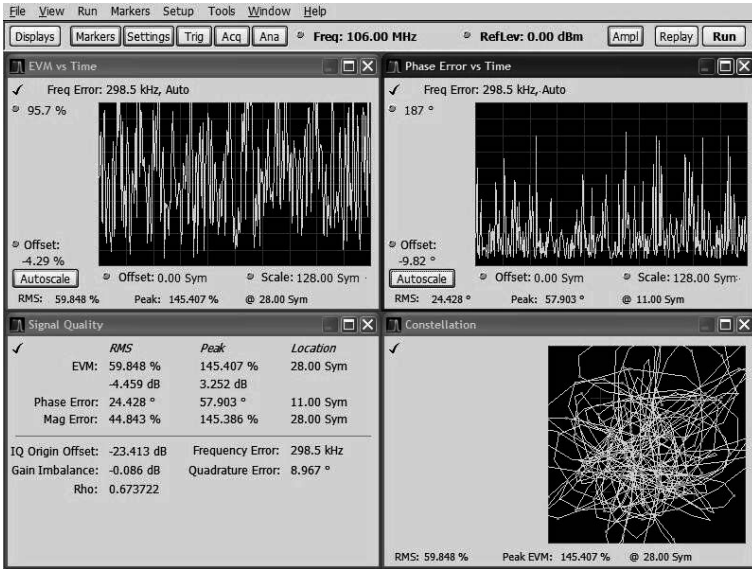 File View Run Markers Setup Tools Window Help
Displays Markers Settings Trig Acq Ana Freq: 106.00 MHz RefLev: 0.00 dBm Ampl Replay Run
EVM vs Time
Freq Error: 298.5 kHz, Auto
95.7 %
Offset:
-4.29 %
Autoscale Offset: 0.00 Sym Scale: 128.00 Sym
RMS: 59.848 % Peak: 145.407 % @ 28.00 Sym
Phase Error vs Time
Freq Error: 298.5 kHz, Auto
187 °
Offset:
-9.82 °
Autoscale Offset: 0.00 Sym Scale: 128.00 Sym
RMS: 24.428 ° Peak: 57.903 ° @ 11.00 Sym
Signal Quality
RMS Peak Location
EVM: 59.848 % 145.407 % 28.00 Sym
-4.459 dB 3.252 dB
Phase Error: 24.428 ° 57.903 ° 11.00 Sym
Mag Error: 44.843 % 145.386 % 28.00 Sym
IQ Origin Offset: -23.413 dB Frequency Error: 298.5 kHz
Gain Imbalance: -0.086 dB Quadrature Error: 8.967 °
Rho: 0.673722
Constellation
RMS: 59.848 % Peak EVM: 145.407 % @ 28.00 Sym